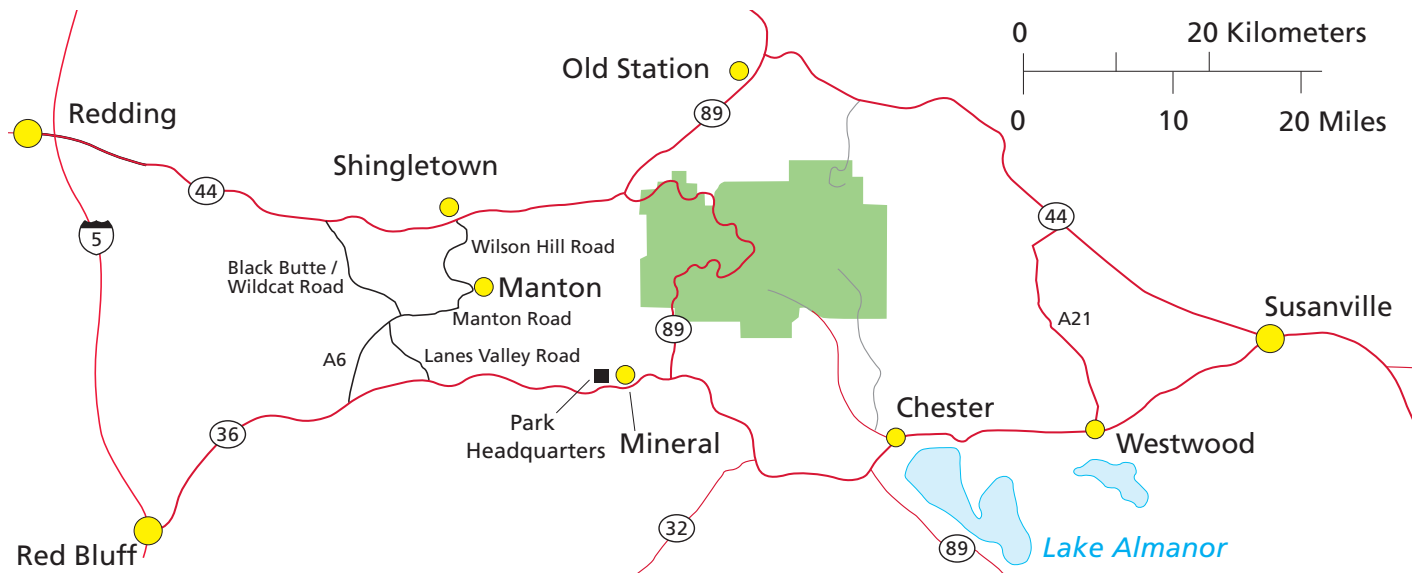 0 20 Kilometers
0 10 20 Miles
Old Station
89
Redding
Shingletown
44
5
Wilson Hill Road
Black Butte /
Wildcat Road
Manton
Manton Road
44
Susanville
A21
89
A6
Lanes Valley Road
Park
Headquarters
Mineral
Chester
Westwood
36
32
Red Bluff
89
Lake Almanor